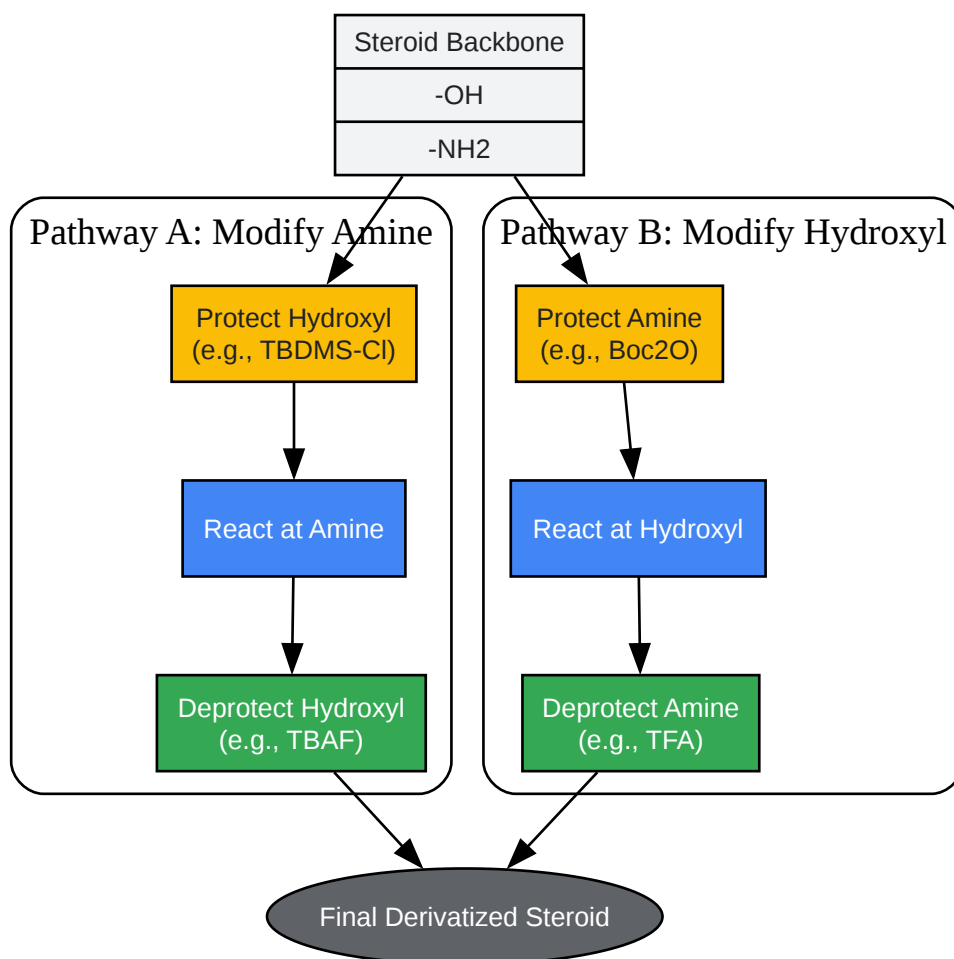 Steroid Backbone
-OH
-NH2
Pathway A: Modify Amine
Protect Hydroxyl
(e.g., TBDMS-Cl)
React at Amine
Deprotect Hydroxyl
(e.g., TBAF)
Pathway B: Modify Hydroxyl
Protect Amine
(e.g., Boc2O)
React at Hydroxyl
Deprotect Amine
(e.g., TFA)
Final Derivatized Steroid